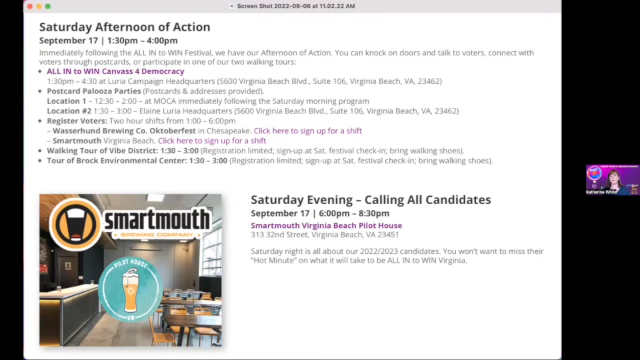 Screen Shot 2022-09-06 at 11.02.22 AM
Saturday Afternoon of Action
September 17 | 1:30pm – 4:00pm
Immediately following the ALL IN to WIN Festival, we have our Afternoon of Action. You can knock on doors and talk to voters, connect with
voters through postcards, or participate in one of our two walking tours:
• ALL IN to WIN Canvass 4 Democracy
1:30pm – 4:30 at Luria Campaign Headquarters (5600 Virginia Beach Blvd., Suite 106, Virginia Beach, VA, 23462)
• Postcard Palooza Parties (Postcards & addresses provided).
Location 1 – 12:30 – 2:00 – at MOCA immediately following the Saturday morning program
Location #2 1:30 – 3:00 – Elaine Luria Headquarters (5600 Virginia Beach Blvd., Suite 106, Virginia Beach, VA, 23462)
• Register Voters: Two hour shifts from 1:00 – 6:00pm
– Wasserhund Brewing Co. Oktoberfest in Chesapeake. Click here to sign up for a shift
– Smartmouth Virginia Beach. Click here to sign up for a shift.
• Walking Tour of Vibe District: 1:30 – 3:00 (Registration limited; sign-up at Sat. festival check-in; bring walking shoes).
• Tour of Brock Environmental Center: 1:30 – 3:00 (Registration limited; sign-up at Sat. festival check-in; bring walking shoes).
smartmouth
BREWING COMPANY
PILOT HOUSE
VB
Saturday Evening – Calling All Candidates
September 17 | 6:00pm – 8:30pm
Smartmouth Virginia Beach Pilot House
313 32nd Street, Virginia Beach, VA 23451
Saturday night is all about our 2022/2023 candidates. You won't want to miss their
"Hot Minute" on what it will take to be ALL IN to WIN Virginia.
Katherine White